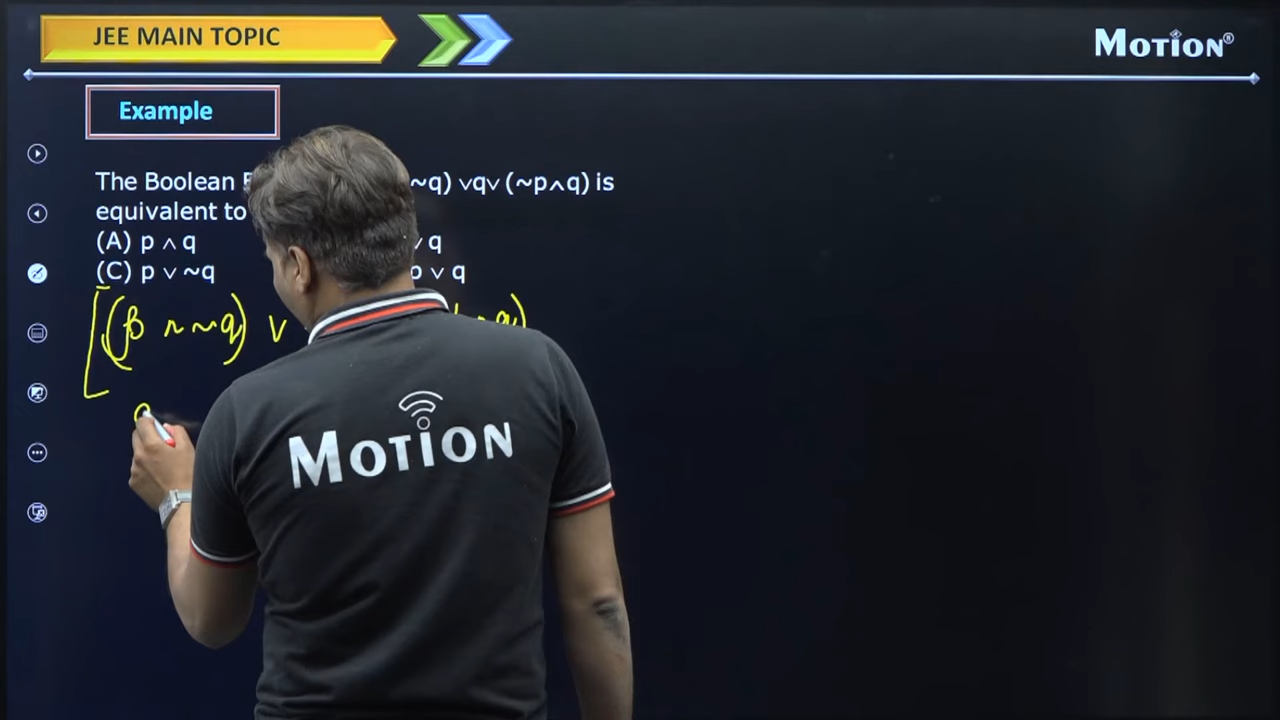 JEE MAIN TOPIC
MOTION®
Example
The Boolean ~q) ∨q∨ (~p∧q) is
equivalent to
(A) p ∧ q ∨ q
(C) p ∨ ~q p ∨ q
[(p ∧ ~q) ∨ q)
MOTION